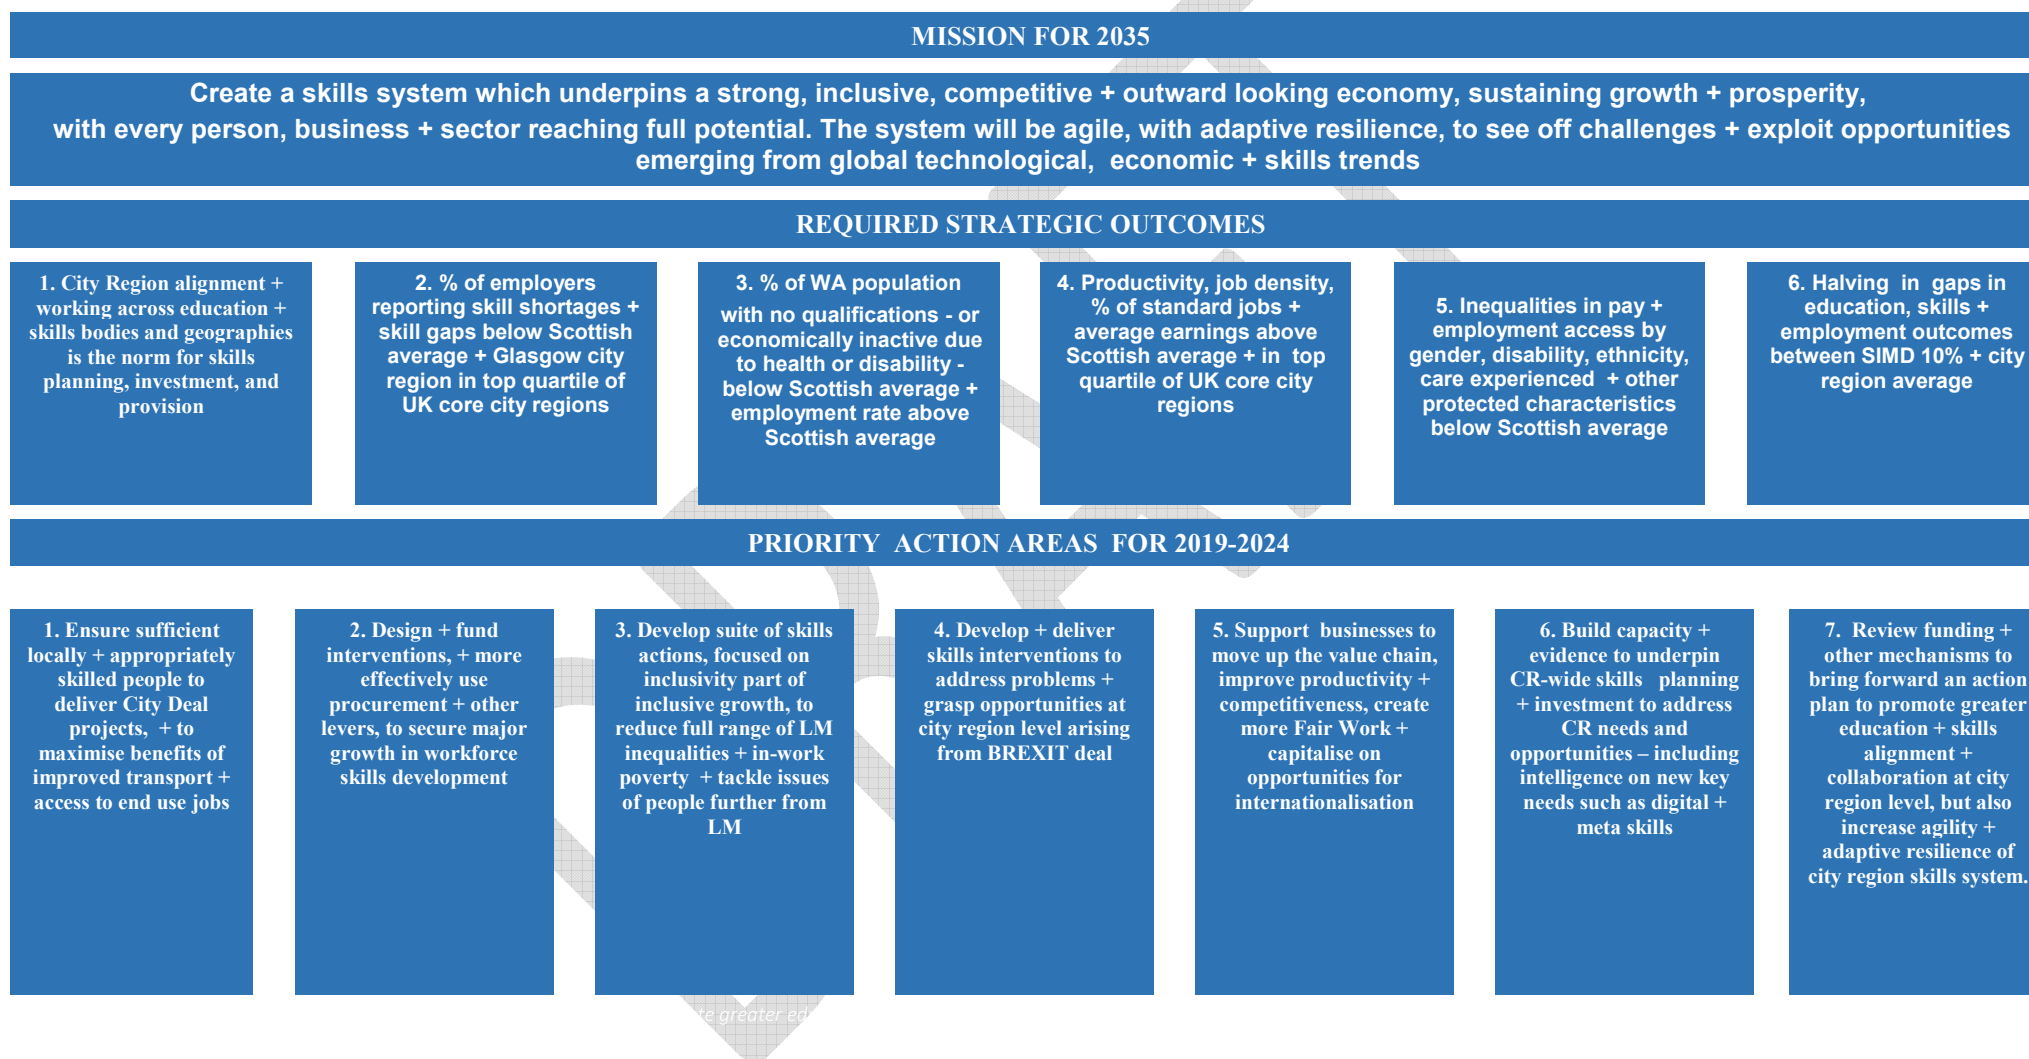 MISSION FOR 2035
Create a skills system which underpins a strong, inclusive, competitive + outward looking economy, sustaining growth + prosperity,
with every person, business + sector reaching full potential. The system will be agile, with adaptive resilience, to see off challenges + exploit opportunities
emerging from global technological, economic + skills trends
REQUIRED STRATEGIC OUTCOMES
1. City Region alignment +
working across education +
skills bodies and geographies
is the norm for skills
planning, investment, and
provision
2. % of employers
reporting skill shortages +
skill gaps below Scottish
average + Glasgow city
region in top quartile of
UK core city regions
3. % of WA population
with no qualifications - or
economically inactive due
to health or disability -
below Scottish average +
employment rate above
Scottish average
4. Productivity, job density,
% of standard jobs +
average earnings above
Scottish average + in top
quartile of UK core city
regions
5. Inequalities in pay +
employment access by
gender, disability, ethnicity,
care experienced + other
protected characteristics
below Scottish average
6. Halving in gaps in
education, skills +
employment outcomes
between SIMD 10% + city
region average
PRIORITY ACTION AREAS FOR 2019-2024
1. Ensure sufficient
locally + appropriately
skilled people to
deliver City Deal
projects, + to
maximise benefits of
improved transport +
access to end use jobs
2. Design + fund
interventions, + more
effectively use
procurement + other
levers, to secure major
growth in workforce
skills development
3. Develop suite of skills
actions, focused on
inclusivity part of
inclusive growth, to
reduce full range of LM
inequalities + in-work
poverty + tackle issues
of people further from
LM
4. Develop + deliver
skills interventions to
address problems +
grasp opportunities at
city region level arising
from BREXIT deal
5. Support businesses to
move up the value chain,
improve productivity +
competitiveness, create
more Fair Work +
capitalise on
opportunities for
internationalisation
6. Build capacity +
evidence to underpin
CR-wide skills planning
+ investment to address
CR needs and
opportunities – including
intelligence on new key
needs such as digital +
meta skills
7. Review funding +
other mechanisms to
bring forward an action
plan to promote greater
education + skills
alignment +
collaboration at city
region level, but also
increase agility +
adaptive resilience of
city region skills system.
greater